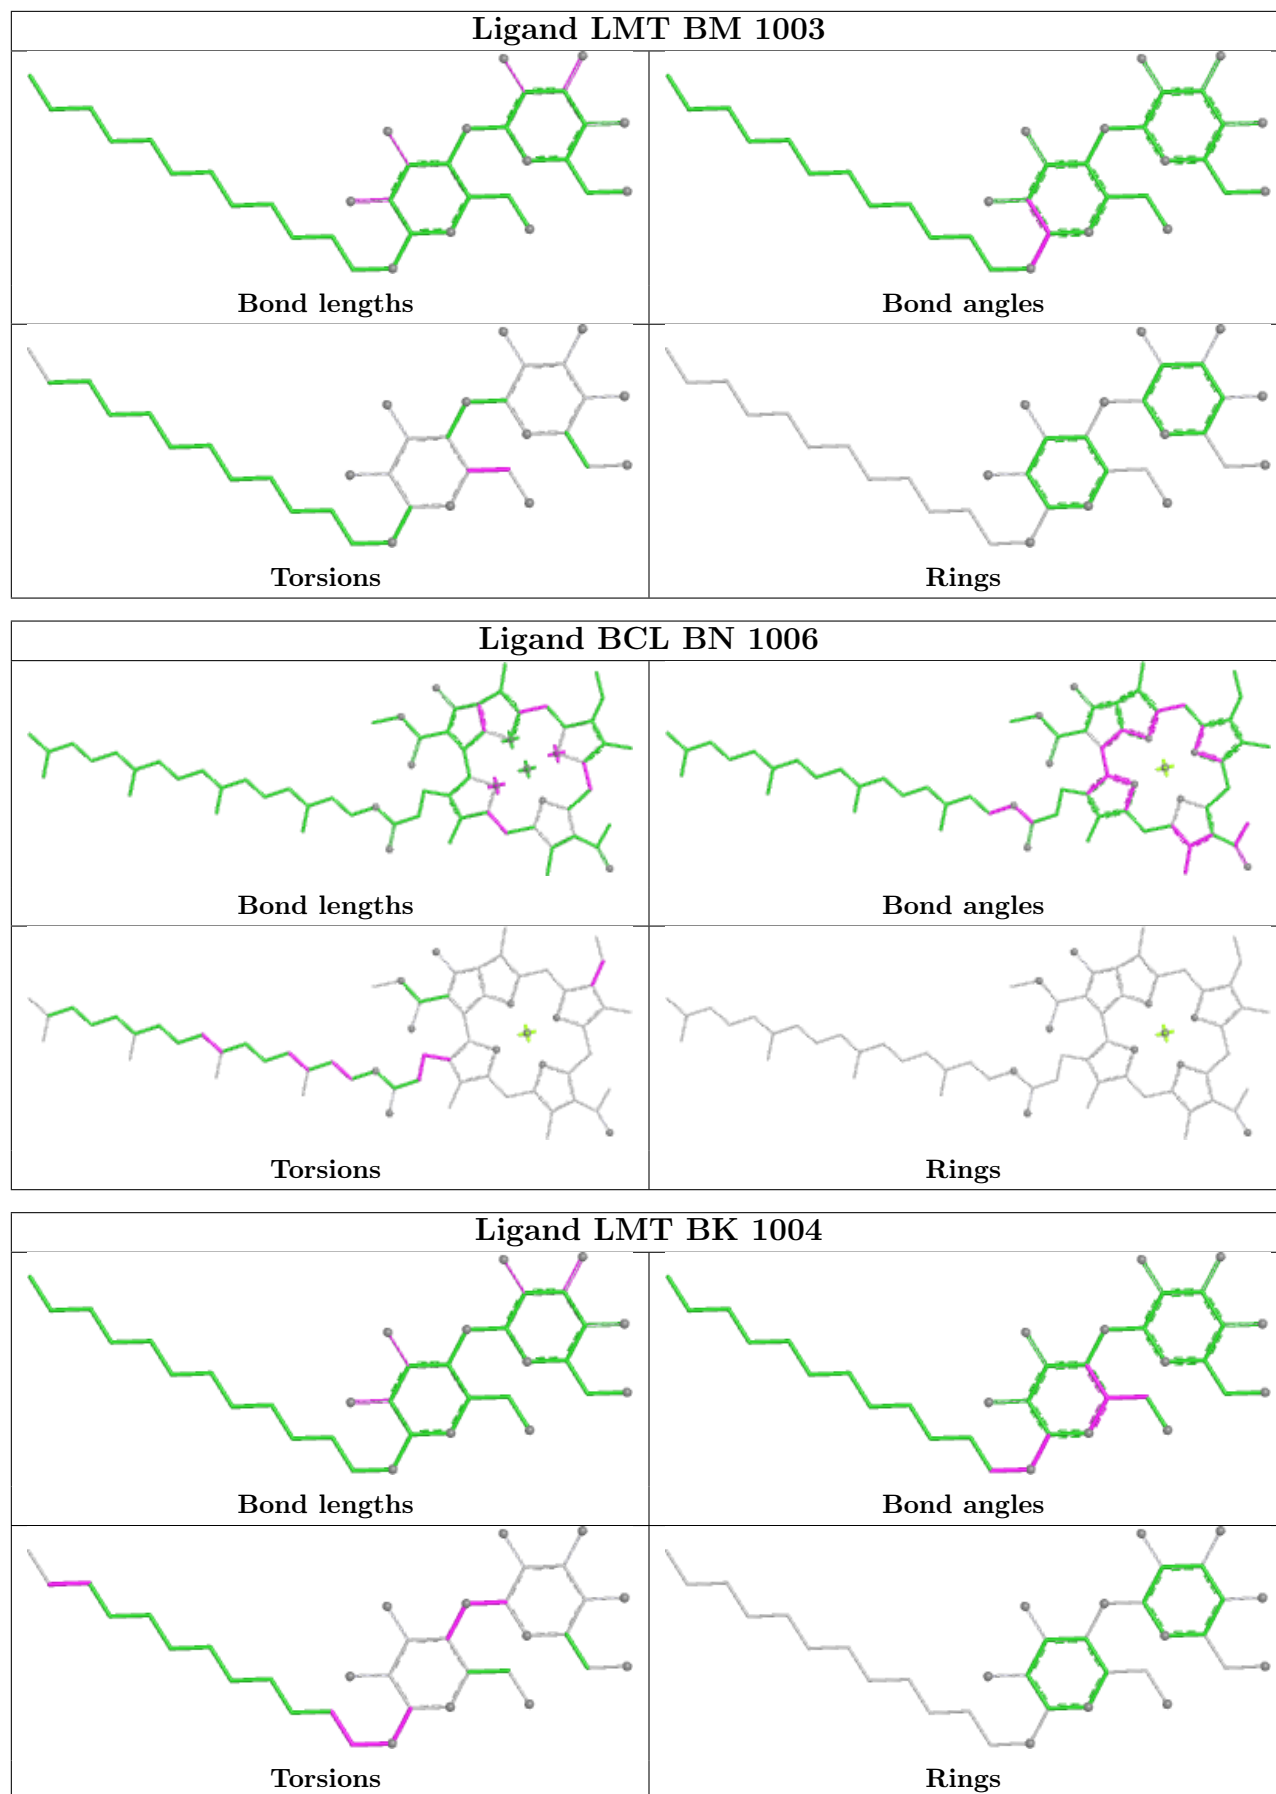 Ligand LMT BM 1003
Bond lengths
Bond angles
Torsions
Rings
Ligand BCL BN 1006
Bond lengths
Bond angles
Torsions
Rings
Ligand LMT BK 1004
Bond lengths
Bond angles
Torsions
Rings